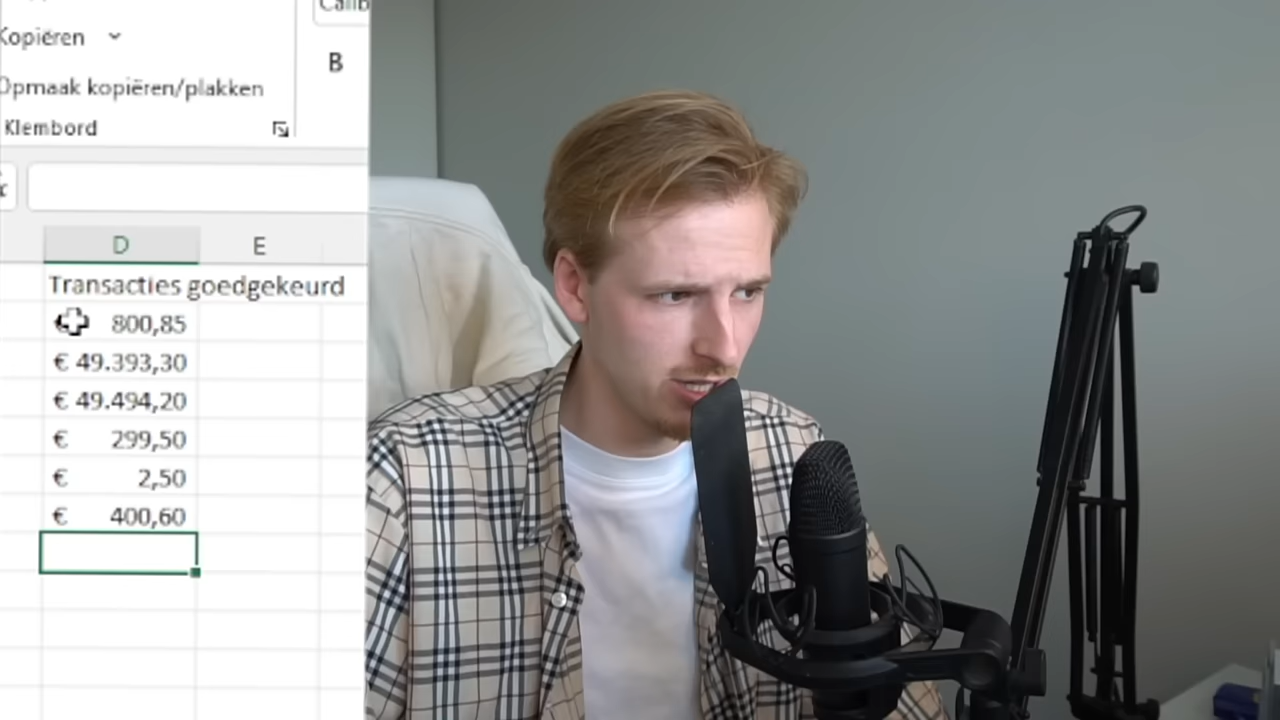 Kopiëren
Opmaak kopiëren/plakken
Klembord
B
D E
Transacties goedgekeurd
800,85
€ 49.393,30
€ 49.494,20
€ 299,50
€ 2,50
€ 400,60